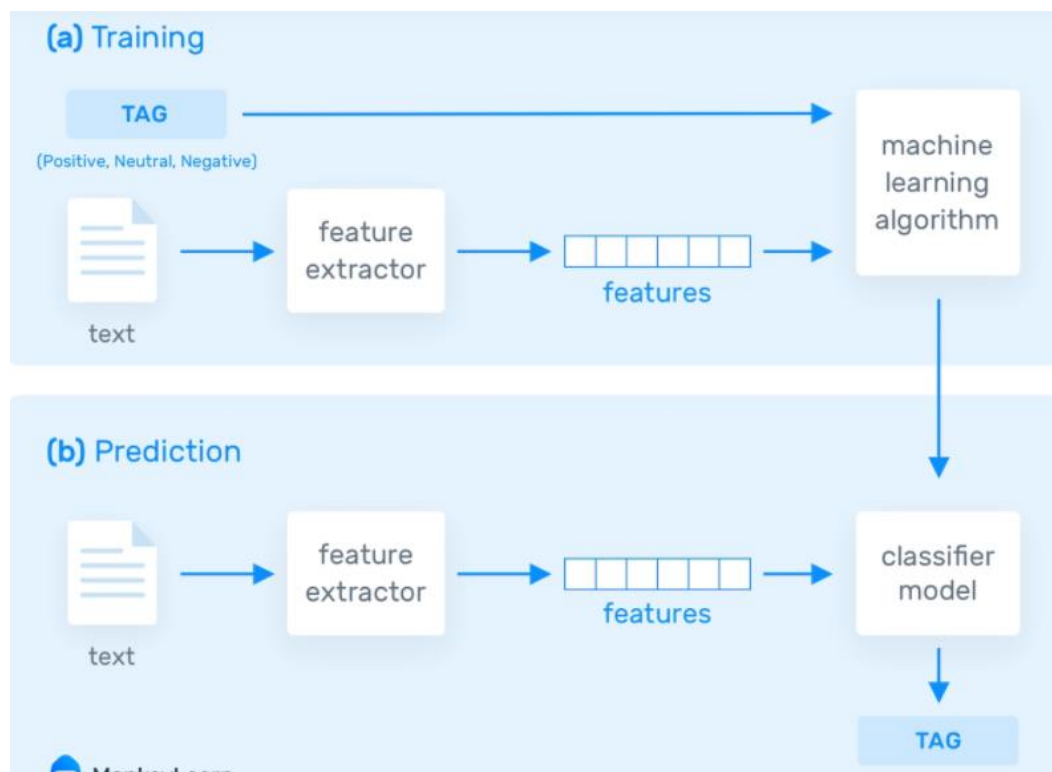 (a) Training
TAG
(Positive, Neutral, Negative)
text
feature
extractor
features
machine
learning
algorithm
(b) Prediction
text
feature
extractor
features
classifier
model
TAG
MonkeyLearn